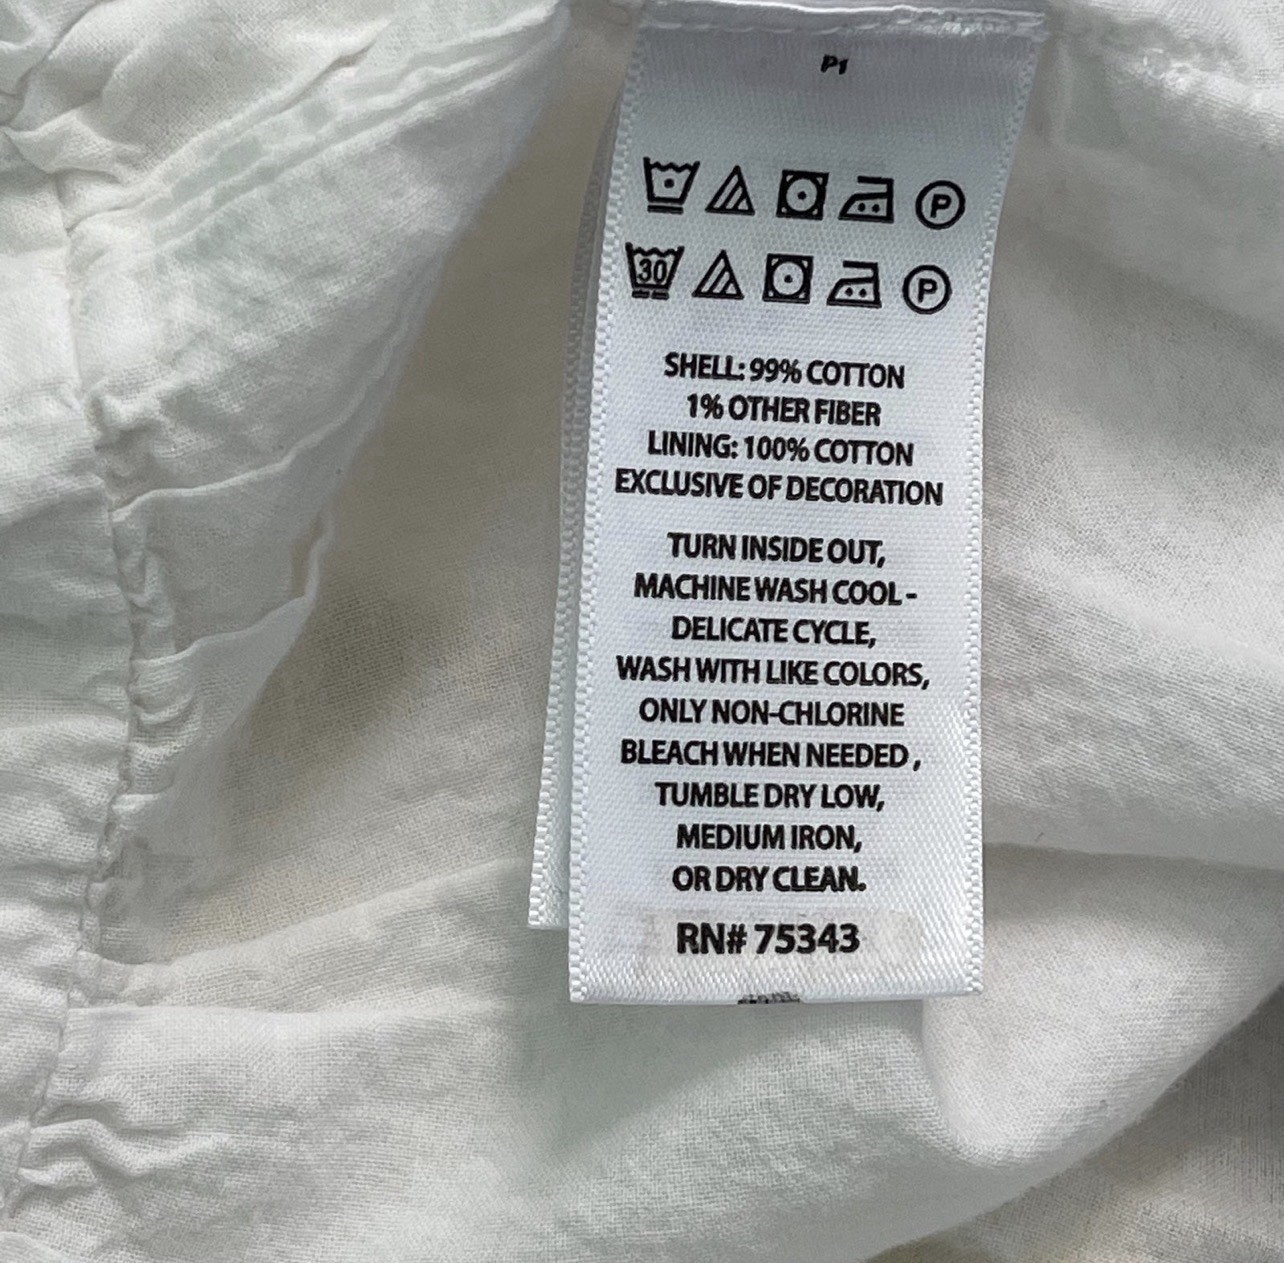 P1
P
30 P
SHELL: 99% COTTON
1% OTHER FIBER
LINING: 100% COTTON
EXCLUSIVE OF DECORATION
TURN INSIDE OUT,
MACHINE WASH COOL -
DELICATE CYCLE,
WASH WITH LIKE COLORS,
ONLY NON-CHLORINE
BLEACH WHEN NEEDED ,
TUMBLE DRY LOW,
MEDIUM IRON,
OR DRY CLEAN.
RN# 75343